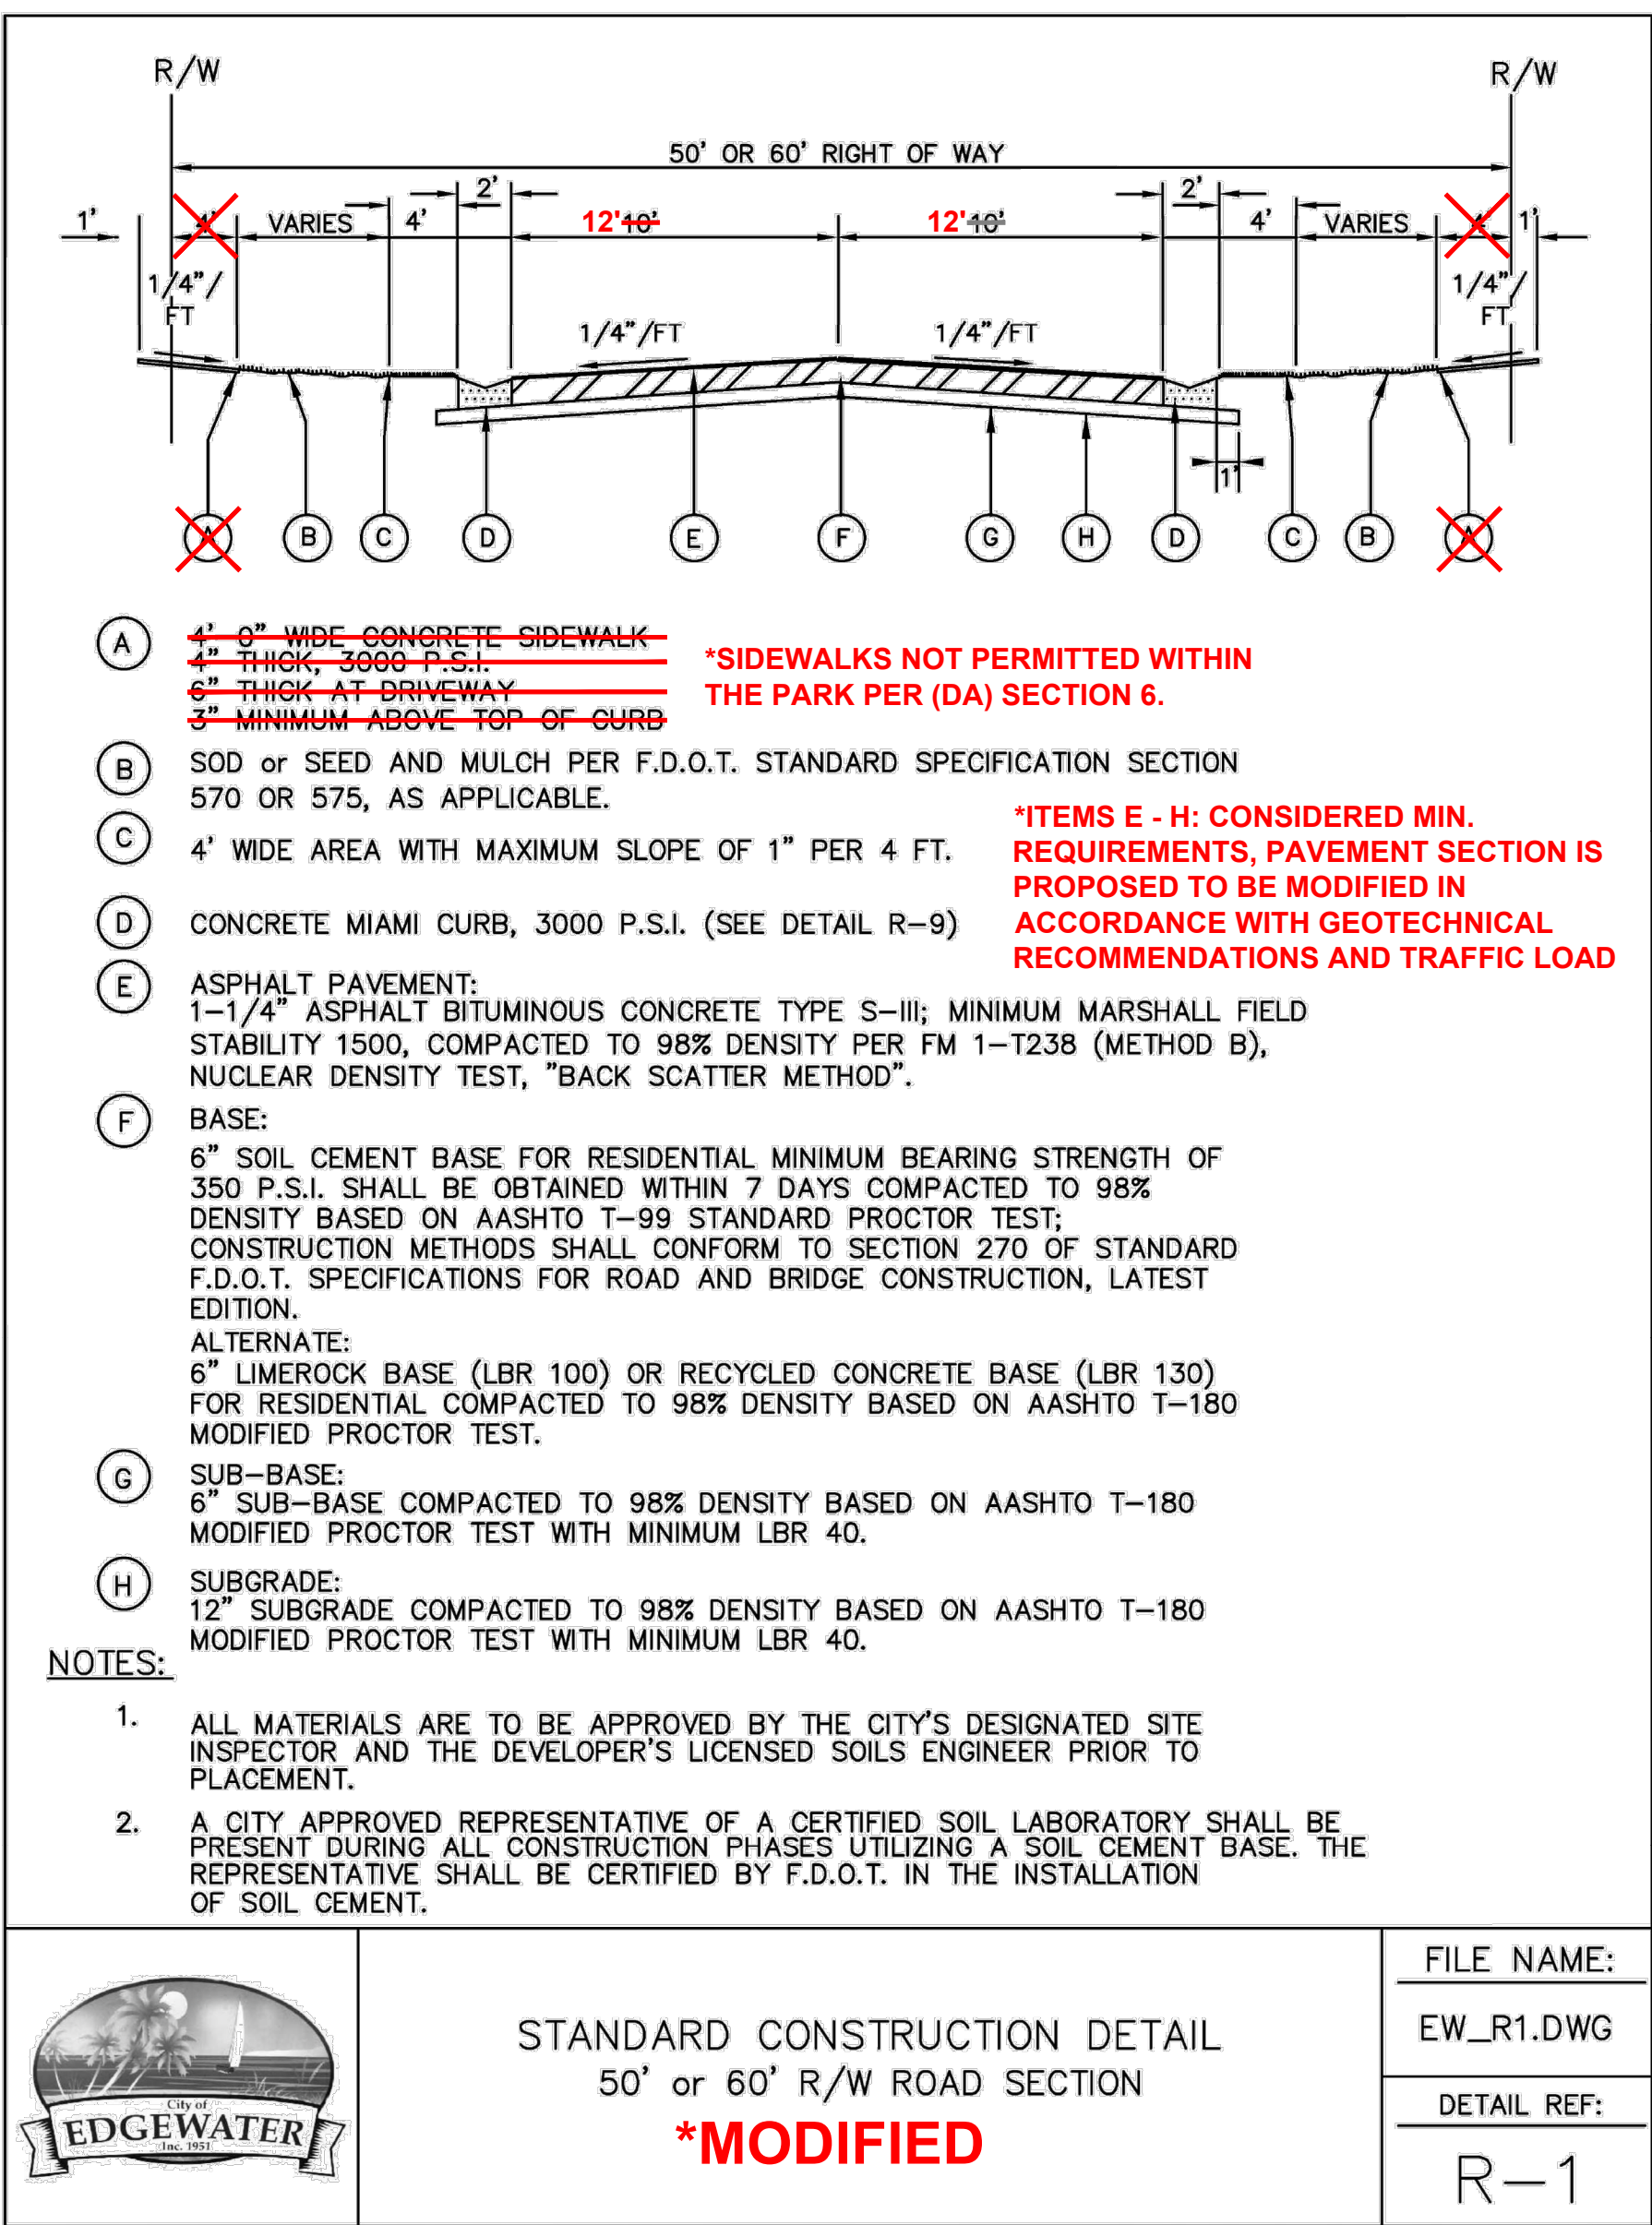 R/W R/W
50' OR 60' RIGHT OF WAY
2' 2'
1' 4' VARIES 4' 12' 10' 12' 10' 4' VARIES 4' 1'
1/4"/ 1/4"/
FT FT
1/4"/FT 1/4"/FT
1'
A B C D E F G H D C B A
A 4' 0" WIDE CONCRETE SIDEWALK
4" THICK, 3000 P.S.I.
6" THICK AT DRIVEWAY
3" MINIMUM ABOVE TOP OF CURB
*SIDEWALKS NOT PERMITTED WITHIN
THE PARK PER (DA) SECTION 6.
B SOD or SEED AND MULCH PER F.D.O.T. STANDARD SPECIFICATION SECTION
570 OR 575, AS APPLICABLE.
C 4' WIDE AREA WITH MAXIMUM SLOPE OF 1" PER 4 FT.
*ITEMS E - H: CONSIDERED MIN.
REQUIREMENTS, PAVEMENT SECTION IS
PROPOSED TO BE MODIFIED IN
ACCORDANCE WITH GEOTECHNICAL
RECOMMENDATIONS AND TRAFFIC LOAD
D CONCRETE MIAMI CURB, 3000 P.S.I. (SEE DETAIL R-9)
E ASPHALT PAVEMENT:
1-1/4" ASPHALT BITUMINOUS CONCRETE TYPE S-III; MINIMUM MARSHALL FIELD
STABILITY 1500, COMPACTED TO 98% DENSITY PER FM 1-T238 (METHOD B),
NUCLEAR DENSITY TEST, "BACK SCATTER METHOD".
F BASE:
6" SOIL CEMENT BASE FOR RESIDENTIAL MINIMUM BEARING STRENGTH OF
350 P.S.I. SHALL BE OBTAINED WITHIN 7 DAYS COMPACTED TO 98%
DENSITY BASED ON AASHTO T-99 STANDARD PROCTOR TEST;
CONSTRUCTION METHODS SHALL CONFORM TO SECTION 270 OF STANDARD
F.D.O.T. SPECIFICATIONS FOR ROAD AND BRIDGE CONSTRUCTION, LATEST
EDITION.
ALTERNATE:
6" LIMEROCK BASE (LBR 100) OR RECYCLED CONCRETE BASE (LBR 130)
FOR RESIDENTIAL COMPACTED TO 98% DENSITY BASED ON AASHTO T-180
MODIFIED PROCTOR TEST.
G SUB-BASE:
6" SUB-BASE COMPACTED TO 98% DENSITY BASED ON AASHTO T-180
MODIFIED PROCTOR TEST WITH MINIMUM LBR 40.
H SUBGRADE:
12" SUBGRADE COMPACTED TO 98% DENSITY BASED ON AASHTO T-180
MODIFIED PROCTOR TEST WITH MINIMUM LBR 40.
NOTES:
1. ALL MATERIALS ARE TO BE APPROVED BY THE CITY'S DESIGNATED SITE
INSPECTOR AND THE DEVELOPER'S LICENSED SOILS ENGINEER PRIOR TO
PLACEMENT.
2. A CITY APPROVED REPRESENTATIVE OF A CERTIFIED SOIL LABORATORY SHALL BE
PRESENT DURING ALL CONSTRUCTION PHASES UTILIZING A SOIL CEMENT BASE. THE
REPRESENTATIVE SHALL BE CERTIFIED BY F.D.O.T. IN THE INSTALLATION
OF SOIL CEMENT.
City of
EDGEWATER
Inc. 1951
STANDARD CONSTRUCTION DETAIL
50' or 60' R/W ROAD SECTION
*MODIFIED
FILE NAME:
EW_R1.DWG
DETAIL REF:
R-1